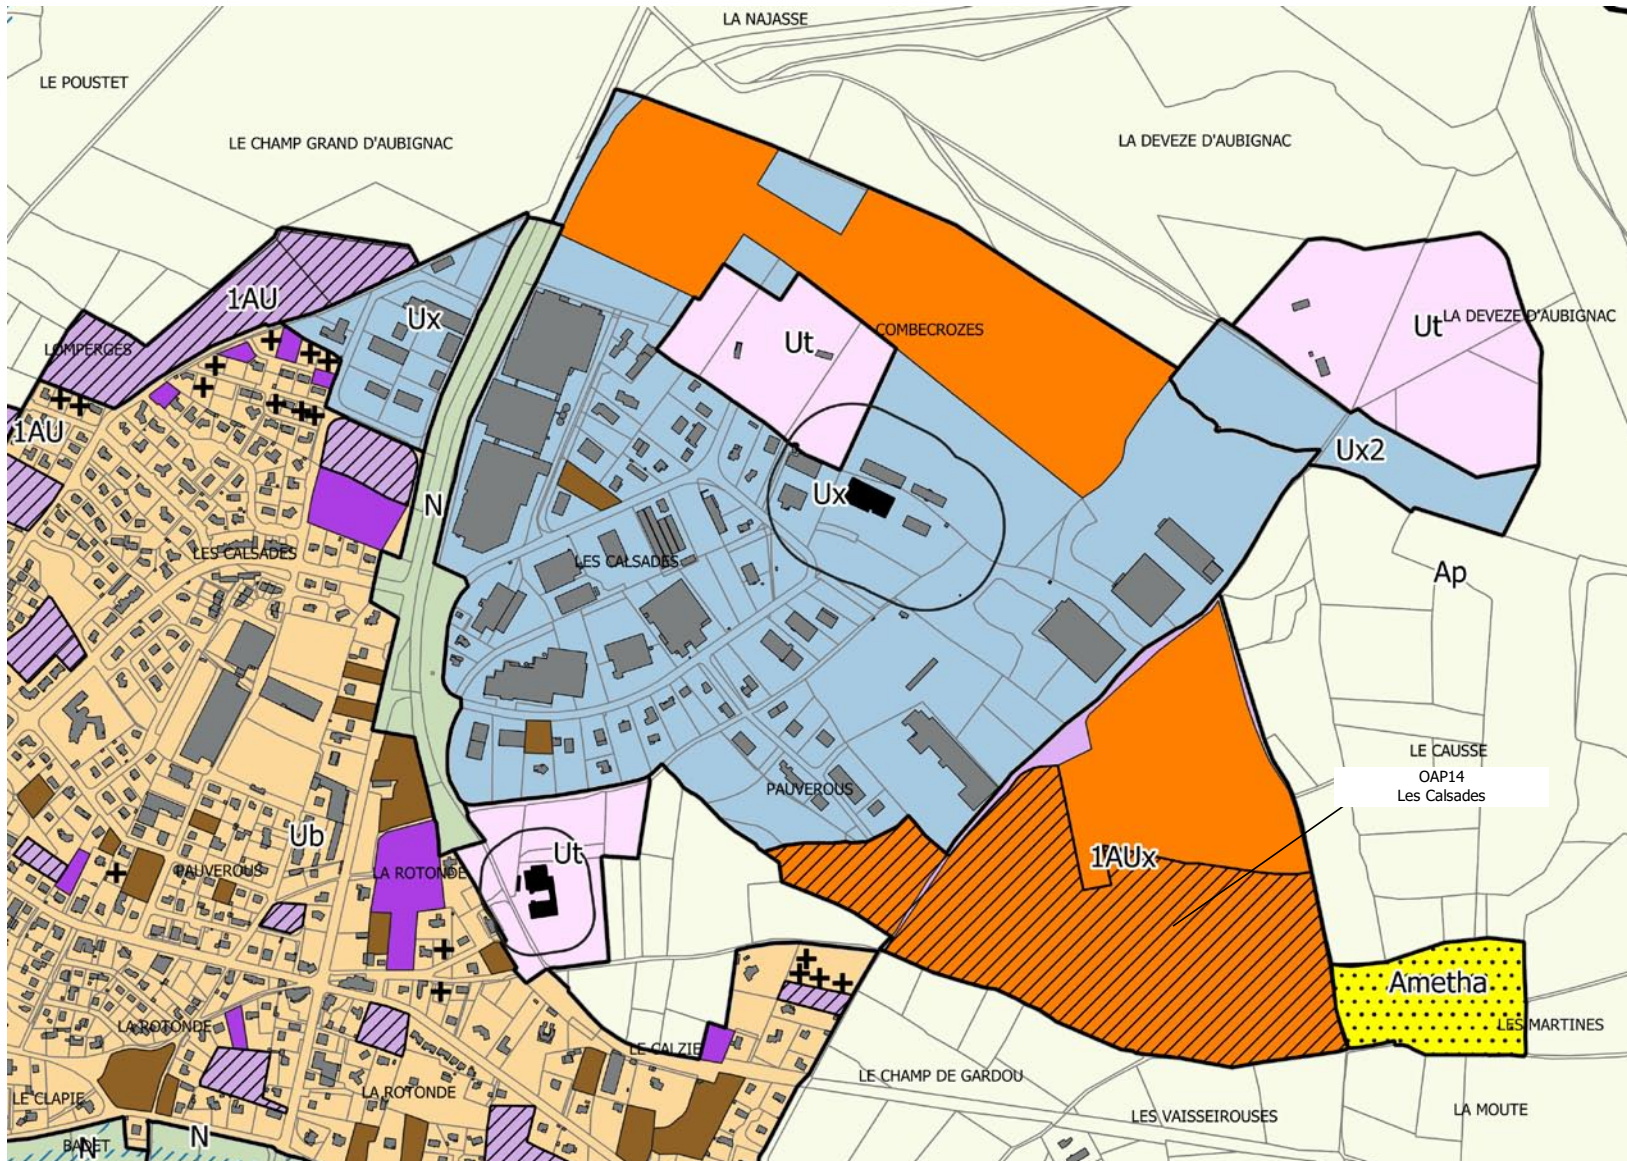 LA NAJASSE
LE POUSTET
LE CHAMP GRAND D'AUBIGNAC
LA DEVEZE D'AUBIGNAC
1AU
Ux
LOMPERGES
COMBECROZES
Ut
Ut
LA DEVEZE D'AUBIGNAC
1AU
Ux2
N
Ux
LES CALSADES
LES CALSADES
Ap
LE CAUSSE
OAP14
Les Calsades
PAUVEROUS
Ub
Ut
1AUx
PAUVEROUS
LA ROTONDE
Ametha
LA ROTONDE
LES MARTINES
LE CALZIE
LE CHAMP DE GARDOU
LE CLAPIE
LA ROTONDE
LES VAISSEIROUSES
LA MOUTE
BADET
N
N